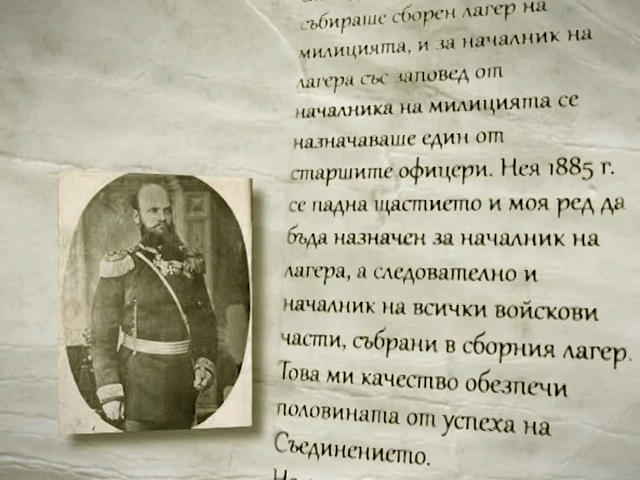 събираше сборен лагер на
милицията, и за началник на
лагера със заповед от
началника на милицията се
назначаваше един от
старшите офицери. Нея 1885 г.
се падна щастието и моя ред да
бъда назначен за началник на
лагера, а следователно и
началник на всички войскови
части, събрани в сборния лагер.
Това ми качество обезпечи
половината от успеха на
Съединението.